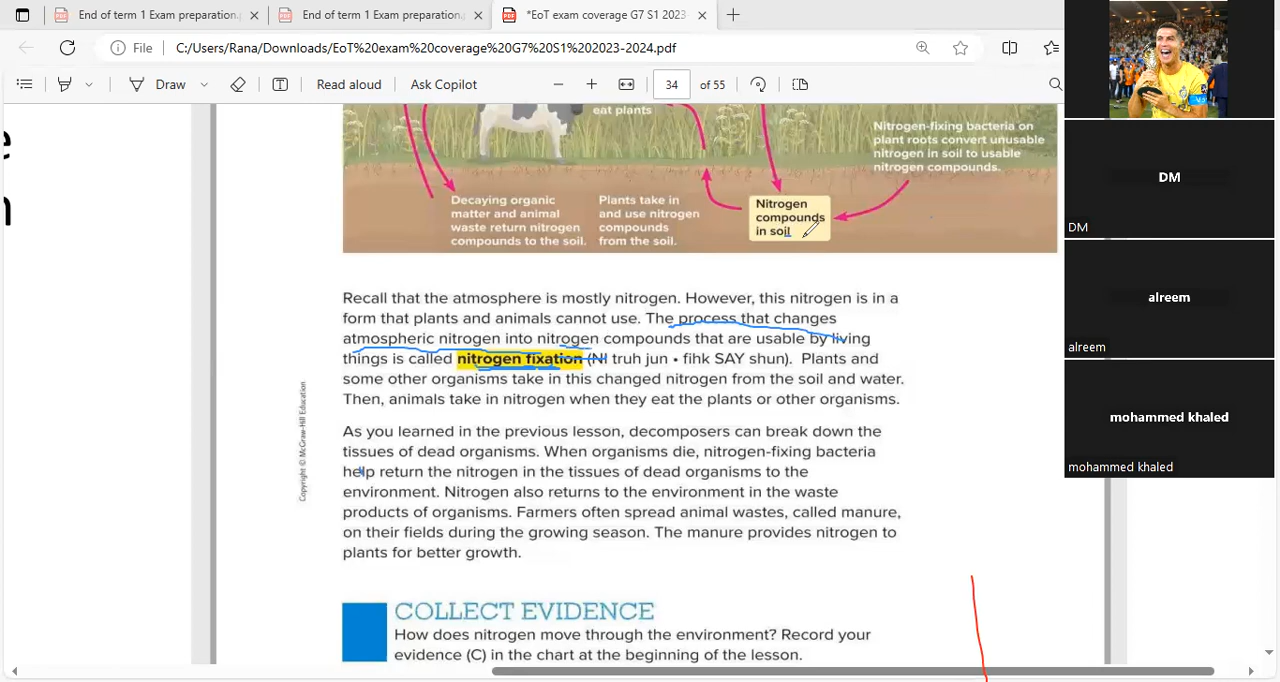 End of term 1 Exam preparation.
End of term 1 Exam preparation.
*EoT exam coverage G7 S1 2023-
File
C:/Users/Rana/Downloads/EoT%20exam%20coverage%20G7%20S1%202023-2024.pdf
Draw
Read aloud
Ask Copilot
34
of 55
e
n
eat plants
Nitrogen-fixing bacteria on
plant roots convert unusable
nitrogen in soil to usable
nitrogen compounds.
Decaying organic
matter and animal
waste return nitrogen
compounds to the soil.
Plants take in
and use nitrogen
compounds
from the soil.
Nitrogen
compounds
in soil
Recall that the atmosphere is mostly nitrogen. However, this nitrogen is in a
form that plants and animals cannot use. The process that changes
atmospheric nitrogen into nitrogen compounds that are usable by living
things is called nitrogen fixation (NI truh jun • fihk SAY shun). Plants and
some other organisms take in this changed nitrogen from the soil and water.
Then, animals take in nitrogen when they eat the plants or other organisms.
As you learned in the previous lesson, decomposers can break down the
tissues of dead organisms. When organisms die, nitrogen-fixing bacteria
help return the nitrogen in the tissues of dead organisms to the
environment. Nitrogen also returns to the environment in the waste
products of organisms. Farmers often spread animal wastes, called manure,
on their fields during the growing season. The manure provides nitrogen to
plants for better growth.
Copyright © McGraw-Hill Education
COLLECT EVIDENCE
How does nitrogen move through the environment? Record your
evidence (C) in the chart at the beginning of the lesson.
DM
DM
alreem
alreem
mohammed khaled
mohammed khaled